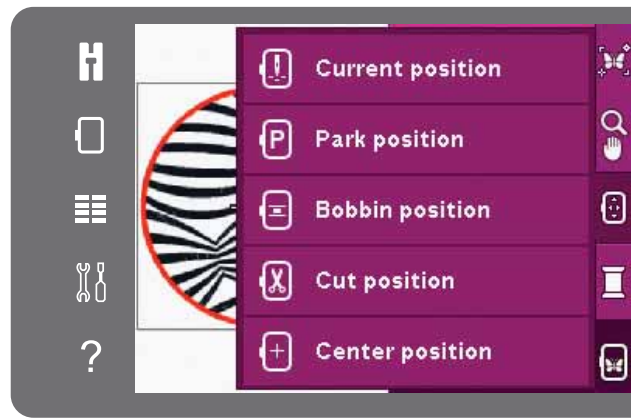 Current position
P Park position
Bobbin position
Cut position
Center position
?